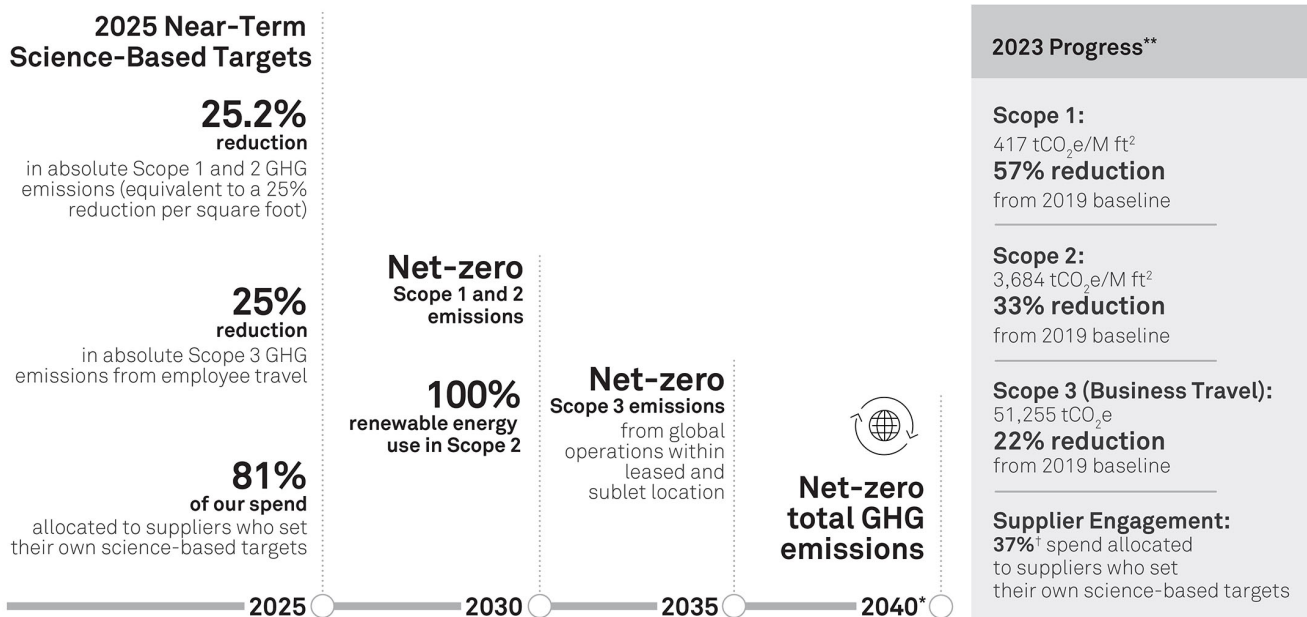 2025 Near-Term
Science-Based Targets
25.2%
reduction
in absolute Scope 1 and 2 GHG
emissions (equivalent to a 25%
reduction per square foot)
25%
reduction
in absolute Scope 3 GHG
emissions from employee travel
81%
of our spend
allocated to suppliers who set
their own science-based targets
2025
Net-zero
Scope 1 and 2
emissions
100%
renewable energy
use in Scope 2
2030
Net-zero
Scope 3 emissions
from global
operations within
leased and
sublet location
2035
Net-zero
total GHG
emissions
2040*
2023 Progress**
Scope 1:
417 tCO₂e/M ft²
57% reduction
from 2019 baseline
Scope 2:
3,684 tCO₂e/M ft²
33% reduction
from 2019 baseline
Scope 3 (Business Travel):
51,255 tCO₂e
22% reduction
from 2019 baseline
Supplier Engagement:
37%† spend allocated
to suppliers who set
their own science-based targets